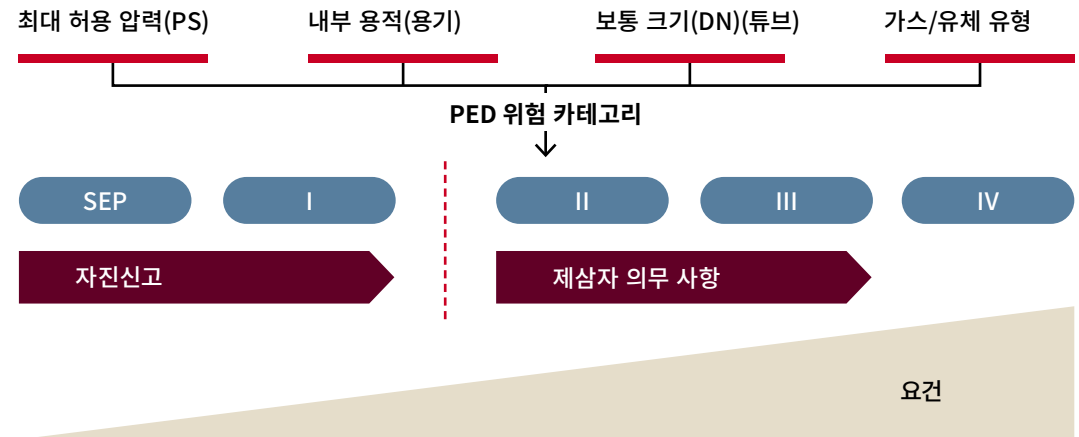 최대 허용 압력(PS)
내부 용적(용기)
보통 크기(DN)(튜브)
가스/유체 유형
PED 위험 카테고리
SEP
I
II
III
IV
자진신고
제삼자 의무 사항
요건